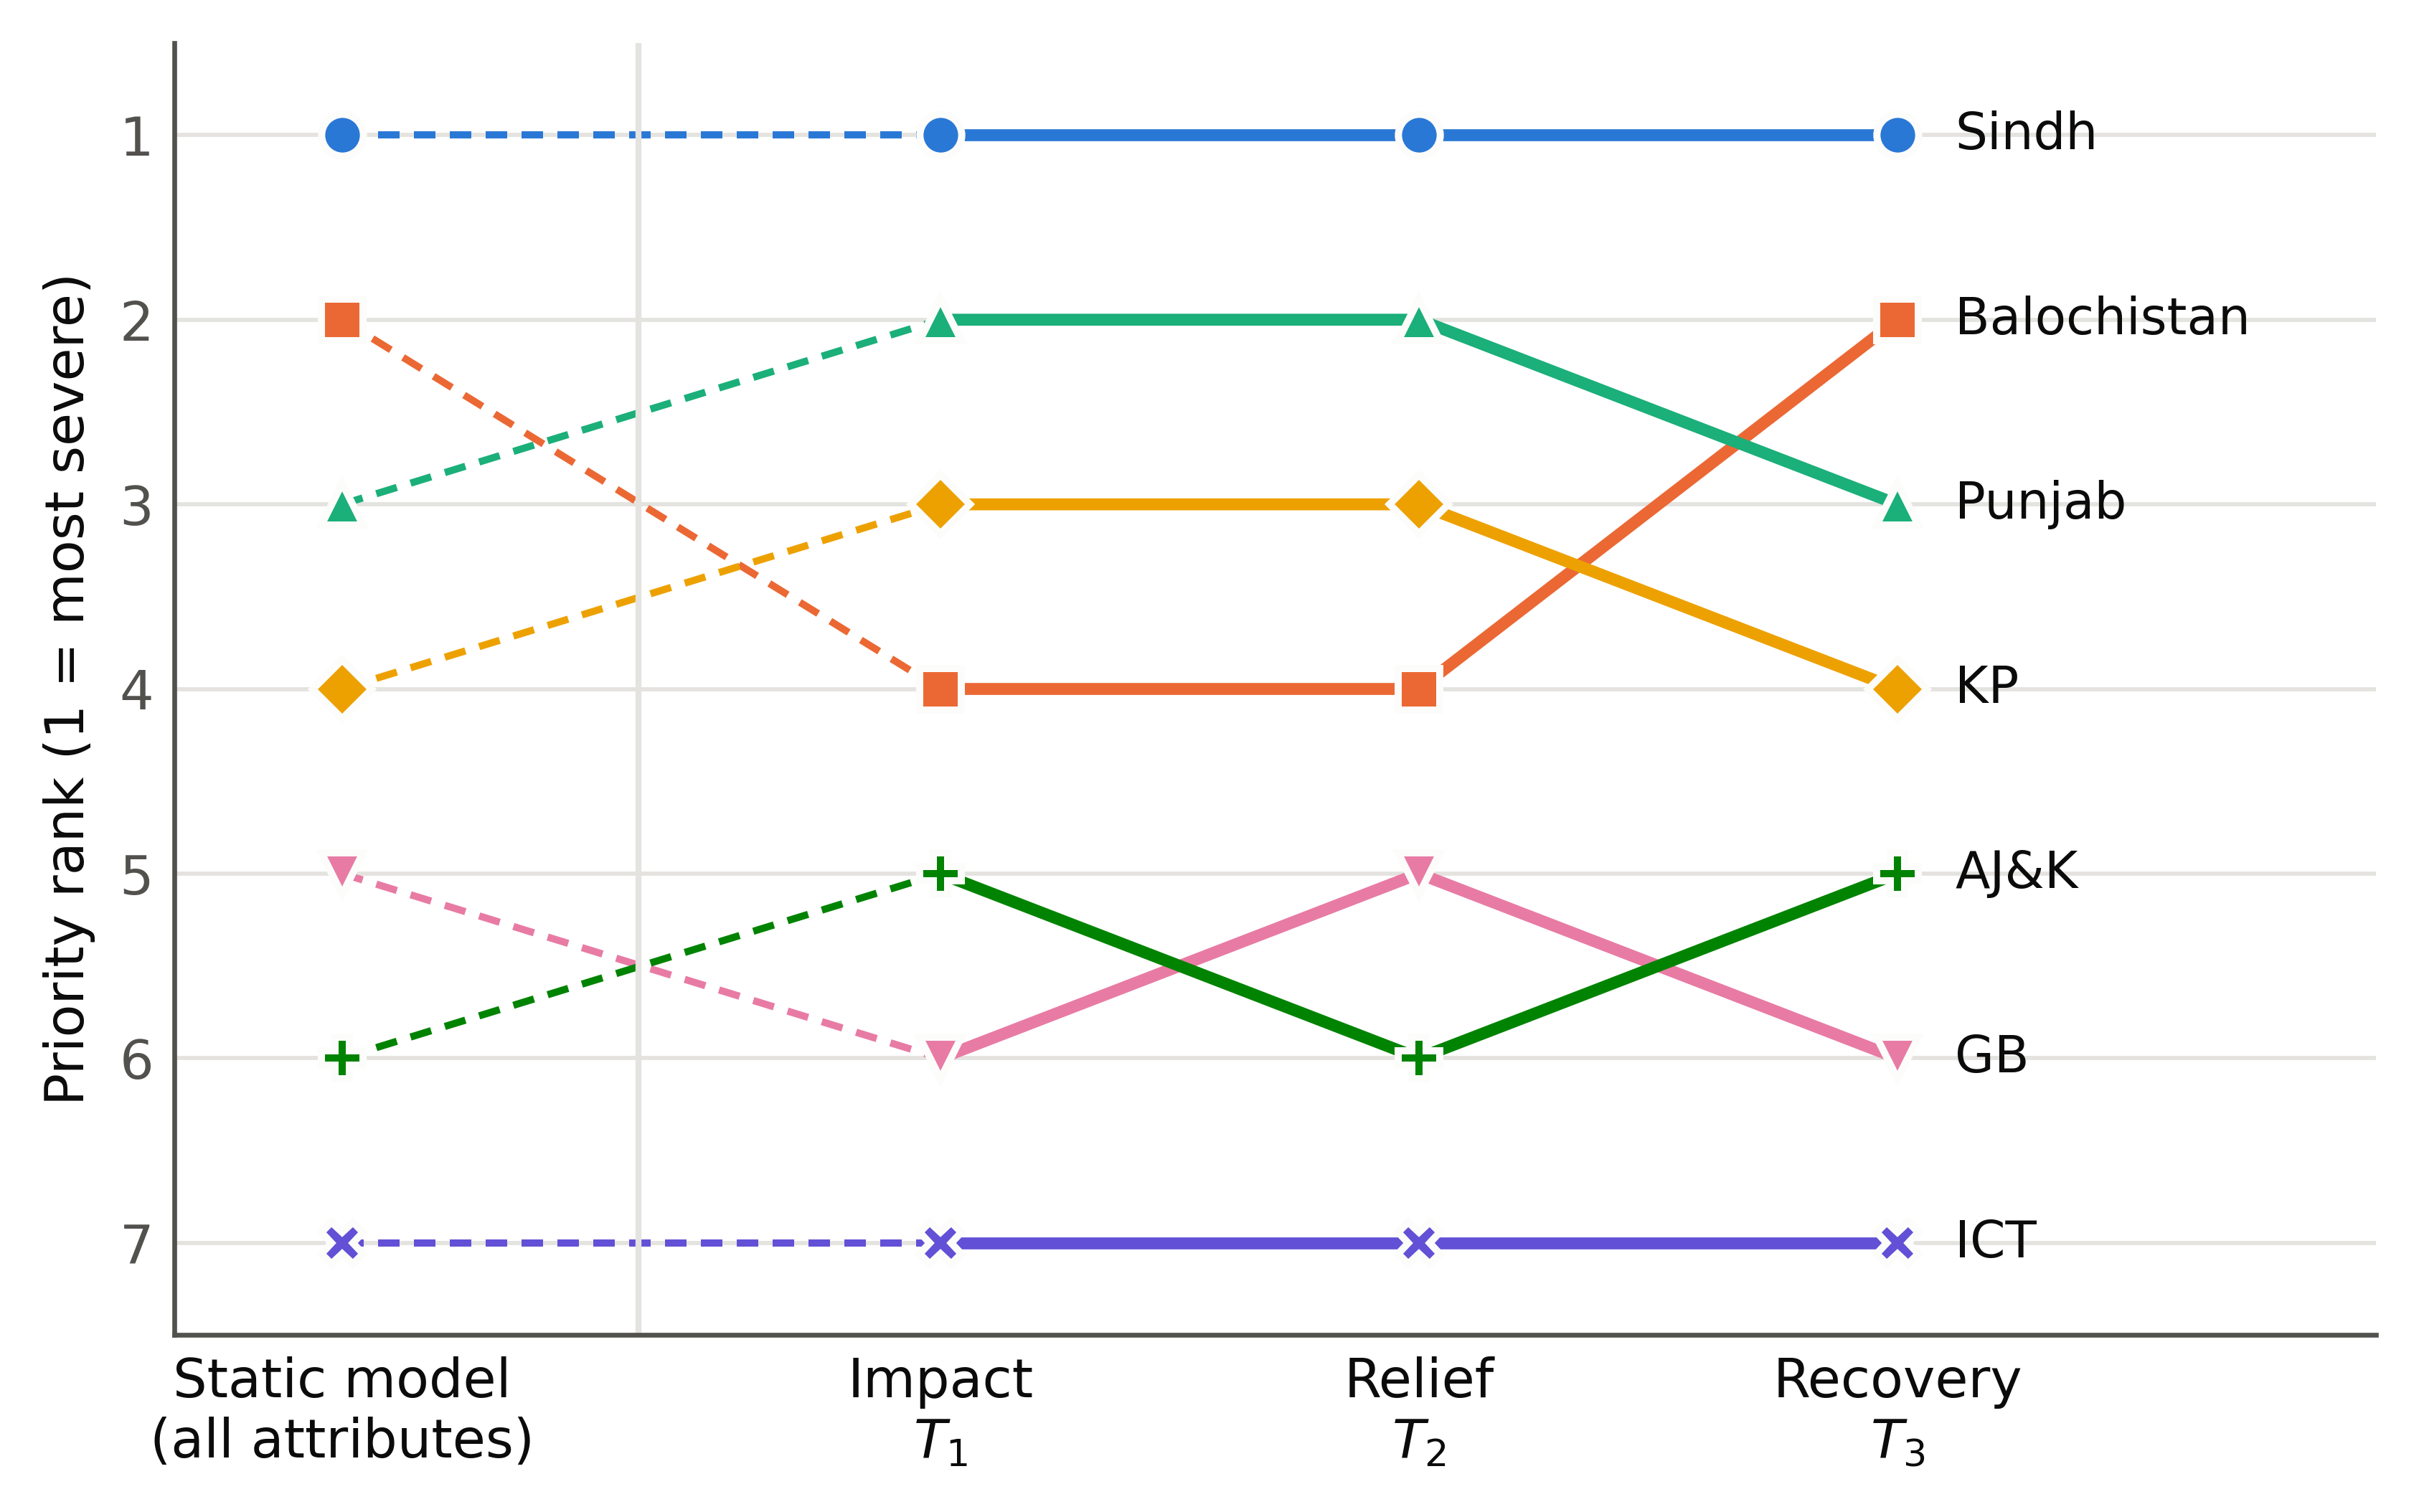 Priority rank (1 = most severe)
1
2
3
4
5
6
7
Sindh
Balochistan
Punjab
KP
AJ&K
GB
ICT
Static model
(all attributes)
Impact
T₁
Relief
T₂
Recovery
T₃